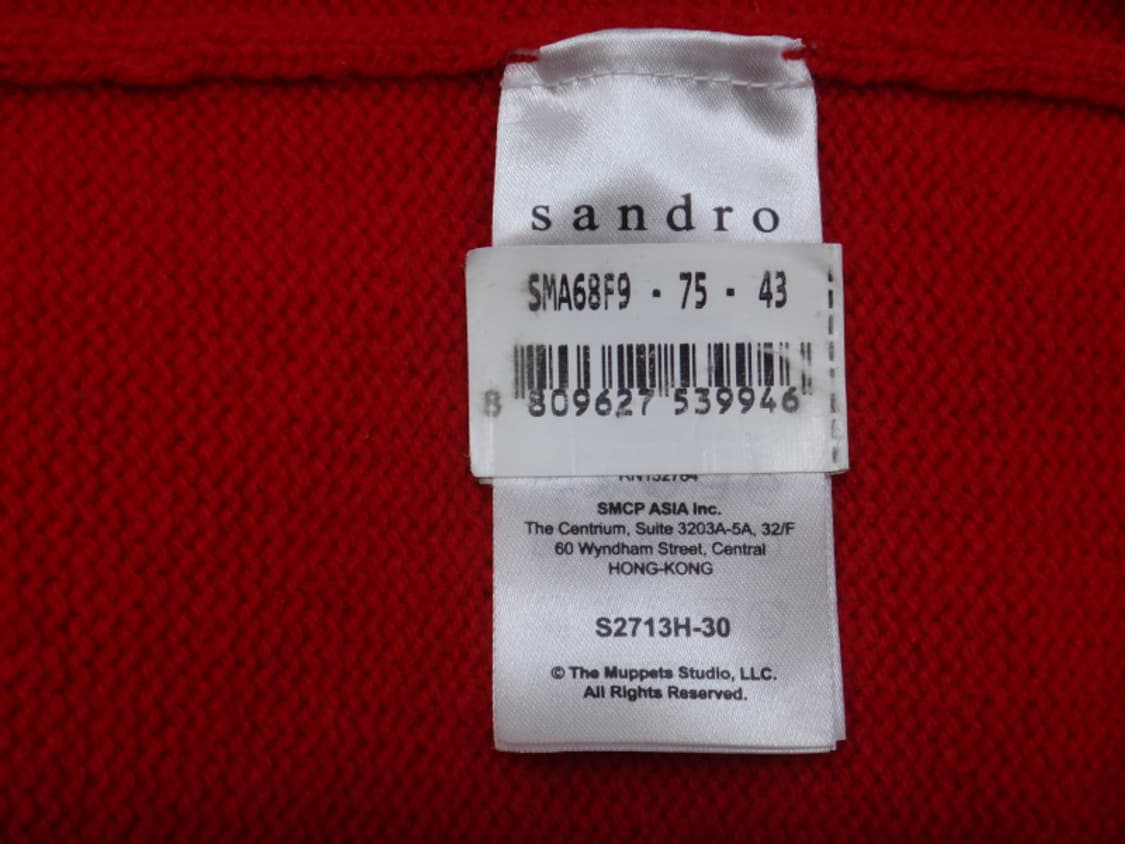 sandro
SMA68F9 - 75 - 43
8 809627 539946
RN132784
SMCP ASIA Inc.
The Centrium, Suite 3203A-5A, 32/F
60 Wyndham Street, Central
HONG-KONG
S2713H-30
© The Muppets Studio, LLC.
All Rights Reserved.